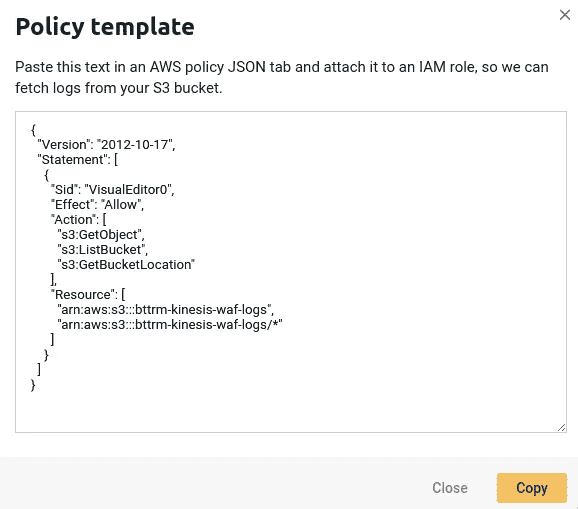 Policy template
Paste this text in an AWS policy JSON tab and attach it to an IAM role, so we can
fetch logs from your S3 bucket.
{
  "Version": "2012-10-17",
  "Statement": [
    {
      "Sid": "VisualEditor0",
      "Effect": "Allow",
      "Action": [
        "s3:GetObject",
        "s3:ListBucket",
        "s3:GetBucketLocation"
      ],
      "Resource": [
        "arn:aws:s3:::bttrm-kinesis-waf-logs",
        "arn:aws:s3:::bttrm-kinesis-waf-logs/*"
      ]
    }
  ]
}
Close
Copy